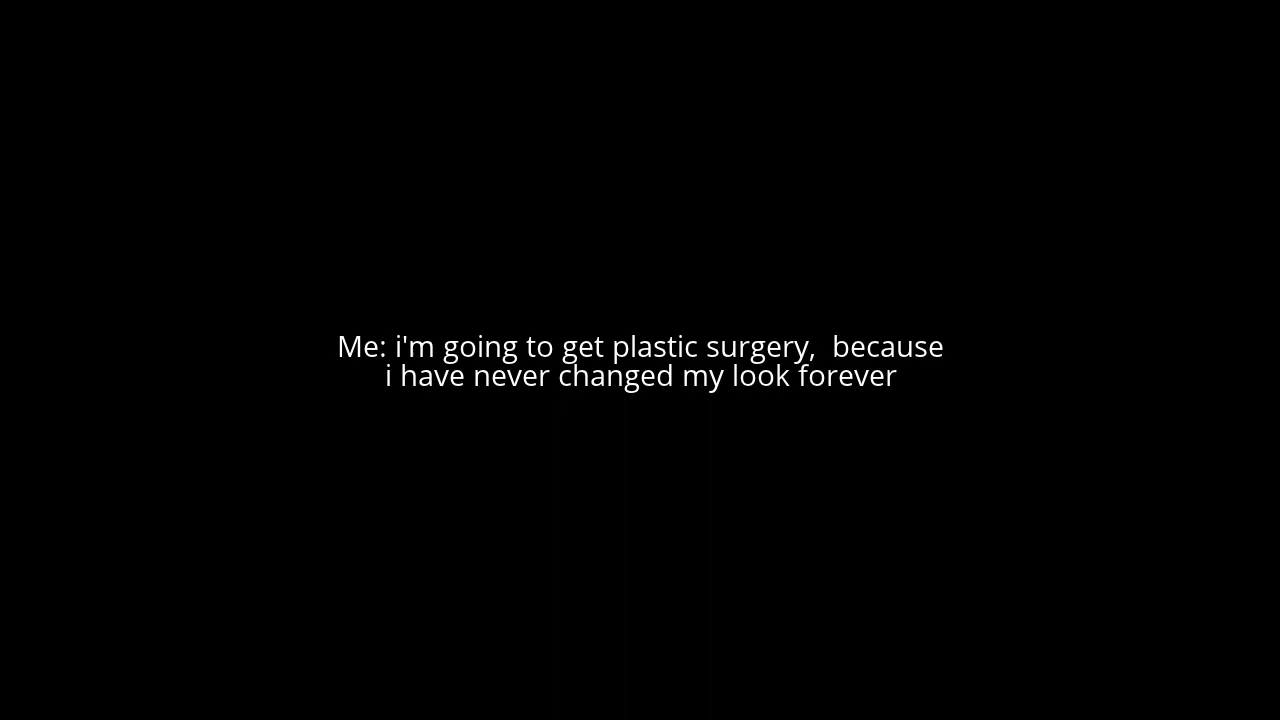 Me: i'm going to get plastic surgery,  because
i have never changed my look forever